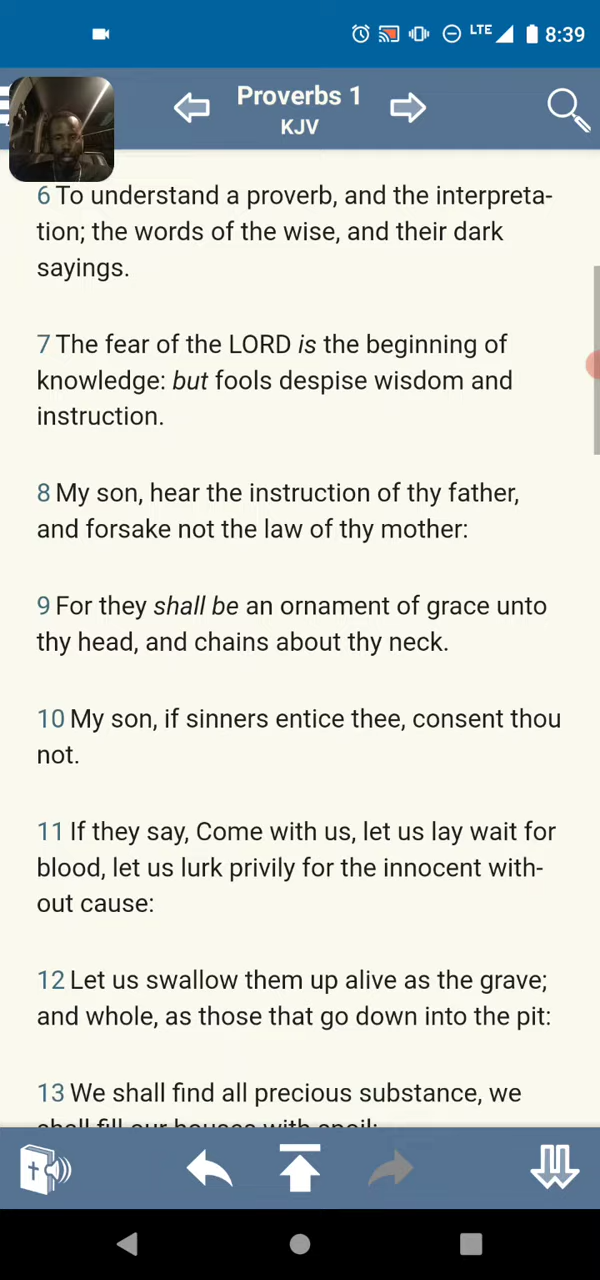 LTE 8:39
Proverbs 1
KJV
6 To understand a proverb, and the interpreta-
tion; the words of the wise, and their dark
sayings.
7 The fear of the LORD is the beginning of
knowledge: but fools despise wisdom and
instruction.
8 My son, hear the instruction of thy father,
and forsake not the law of thy mother:
9 For they shall be an ornament of grace unto
thy head, and chains about thy neck.
10 My son, if sinners entice thee, consent thou
not.
11 If they say, Come with us, let us lay wait for
blood, let us lurk privily for the innocent with-
out cause:
12 Let us swallow them up alive as the grave;
and whole, as those that go down into the pit:
13 We shall find all precious substance, we
shall fill our houses with spoil: